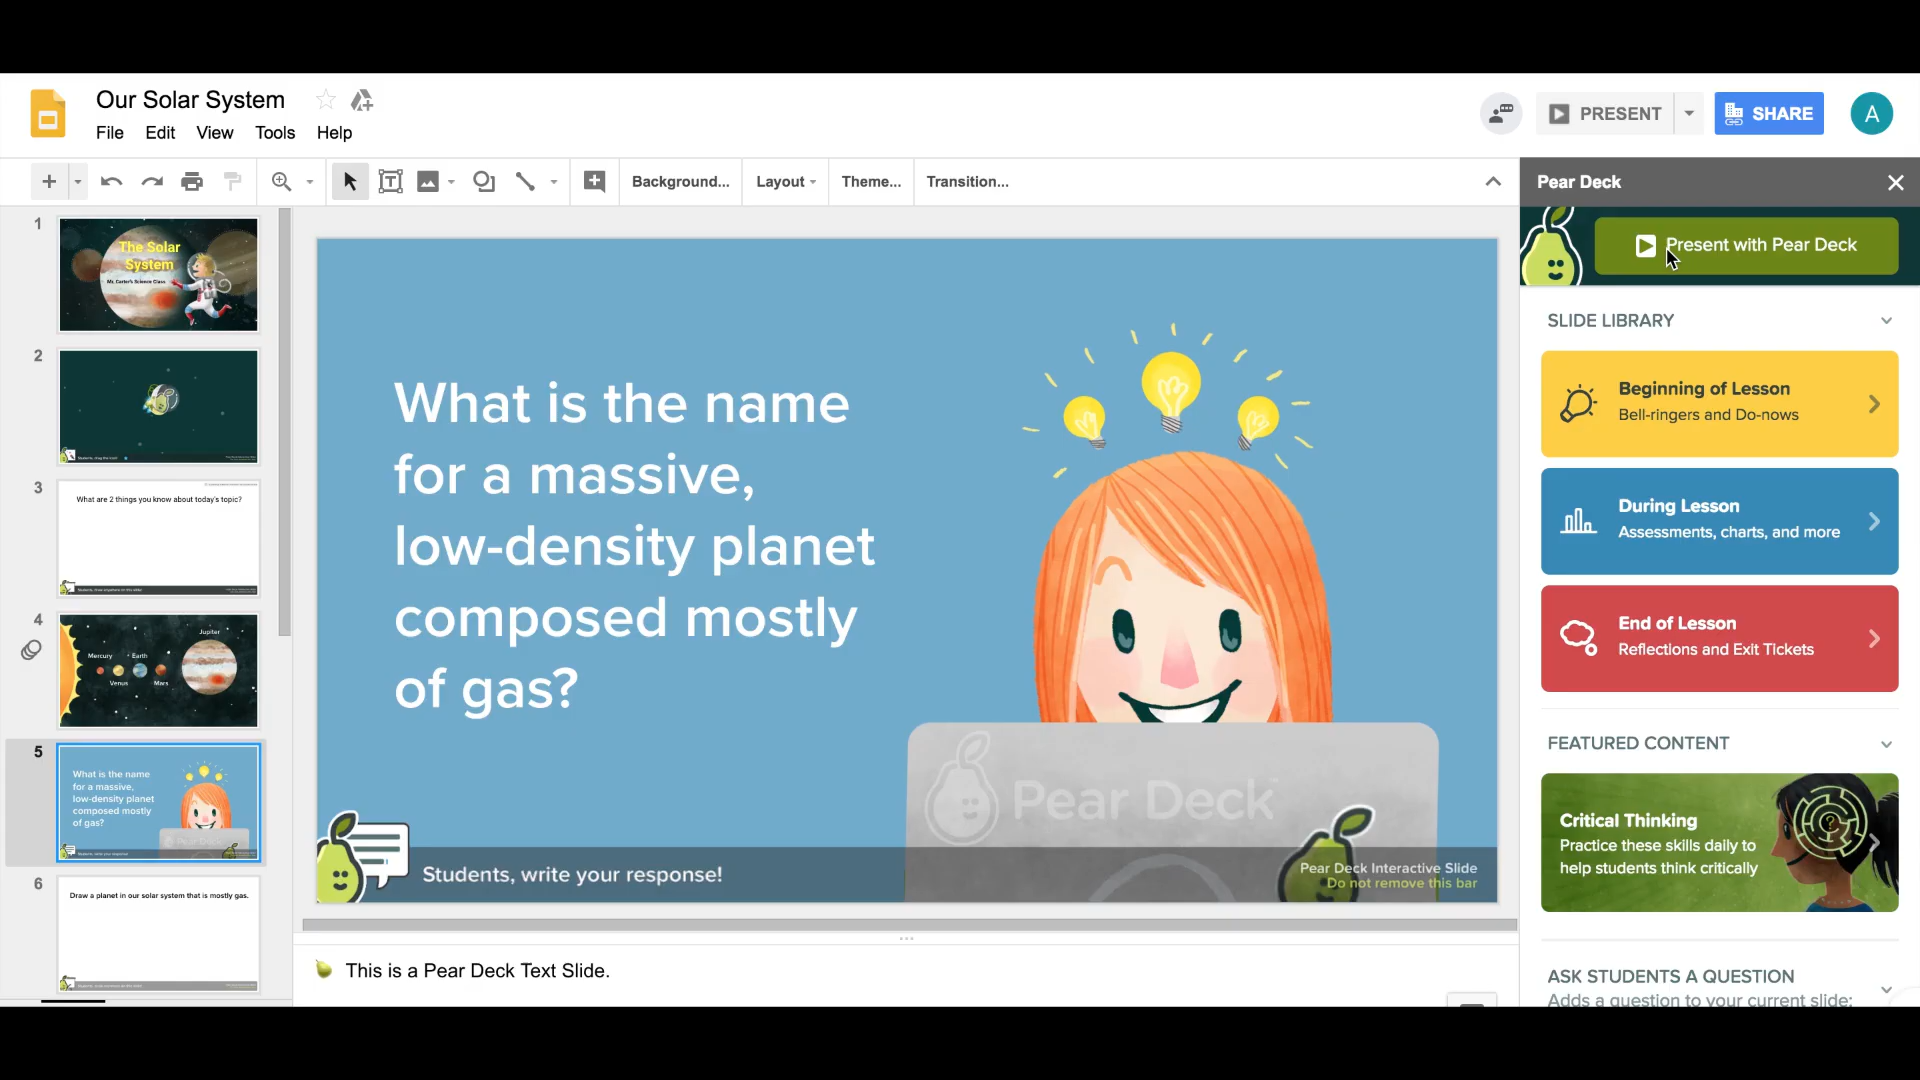 Our Solar System
File Edit View Tools Help
PRESENT
SHARE
A
Background...
Layout
Theme...
Transition...
Pear Deck
Present with Pear Deck
1
The Solar
System
Mr. Carter's Science Class
2
3
What are 2 things you know about today's topic?
4
Jupiter
Mercury
Earth
Venus
Mars
5
What is the name
for a massive,
low-density planet
composed mostly
of gas?
6
Draw a planet in our solar system that is mostly gas.
What is the name
for a massive,
low-density planet
composed mostly
of gas?
Pear Deck
Students, write your response!
Pear Deck Interactive Slide
Do not remove this bar
This is a Pear Deck Text Slide.
SLIDE LIBRARY
Beginning of Lesson
Bell-ringers and Do-nows
During Lesson
Assessments, charts, and more
End of Lesson
Reflections and Exit Tickets
FEATURED CONTENT
Critical Thinking
Practice these skills daily to
help students think critically
ASK STUDENTS A QUESTION
Adds a question to your current slide: